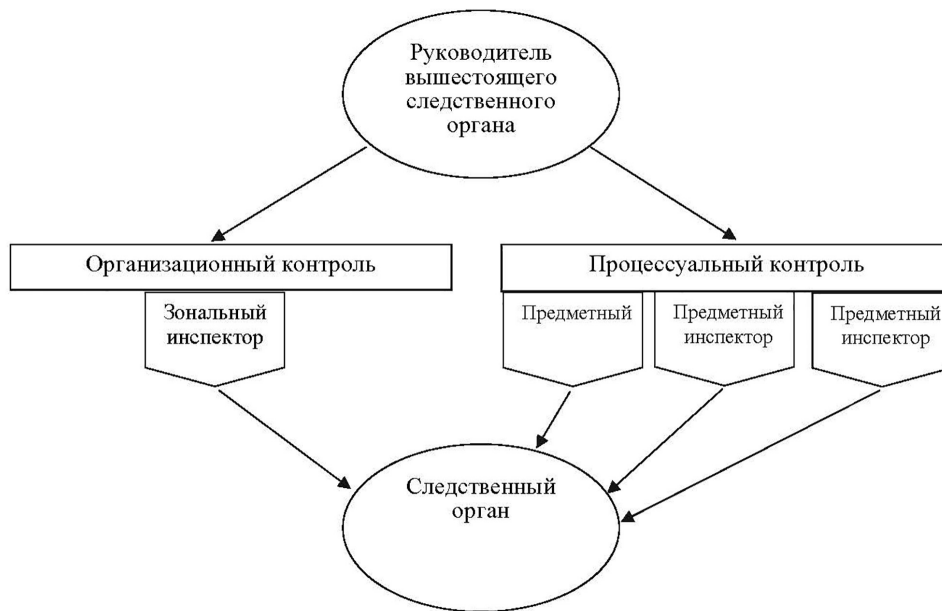 Руководитель
вышестоящего
следственного
органа
Организационный контроль
Процессуальный контроль
Зональный
инспектор
Предметный
Предметный
инспектор
Предметный
инспектор
Следственный
орган